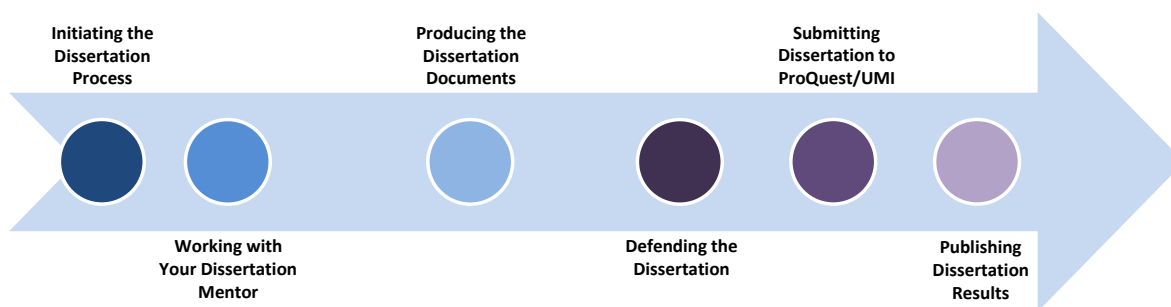 Initiating the
Dissertation
Process
Producing the
Dissertation
Documents
Submitting
Dissertation to
ProQuest/UMI
Working with
Your Dissertation
Mentor
Defending the
Dissertation
Publishing
Dissertation
Results